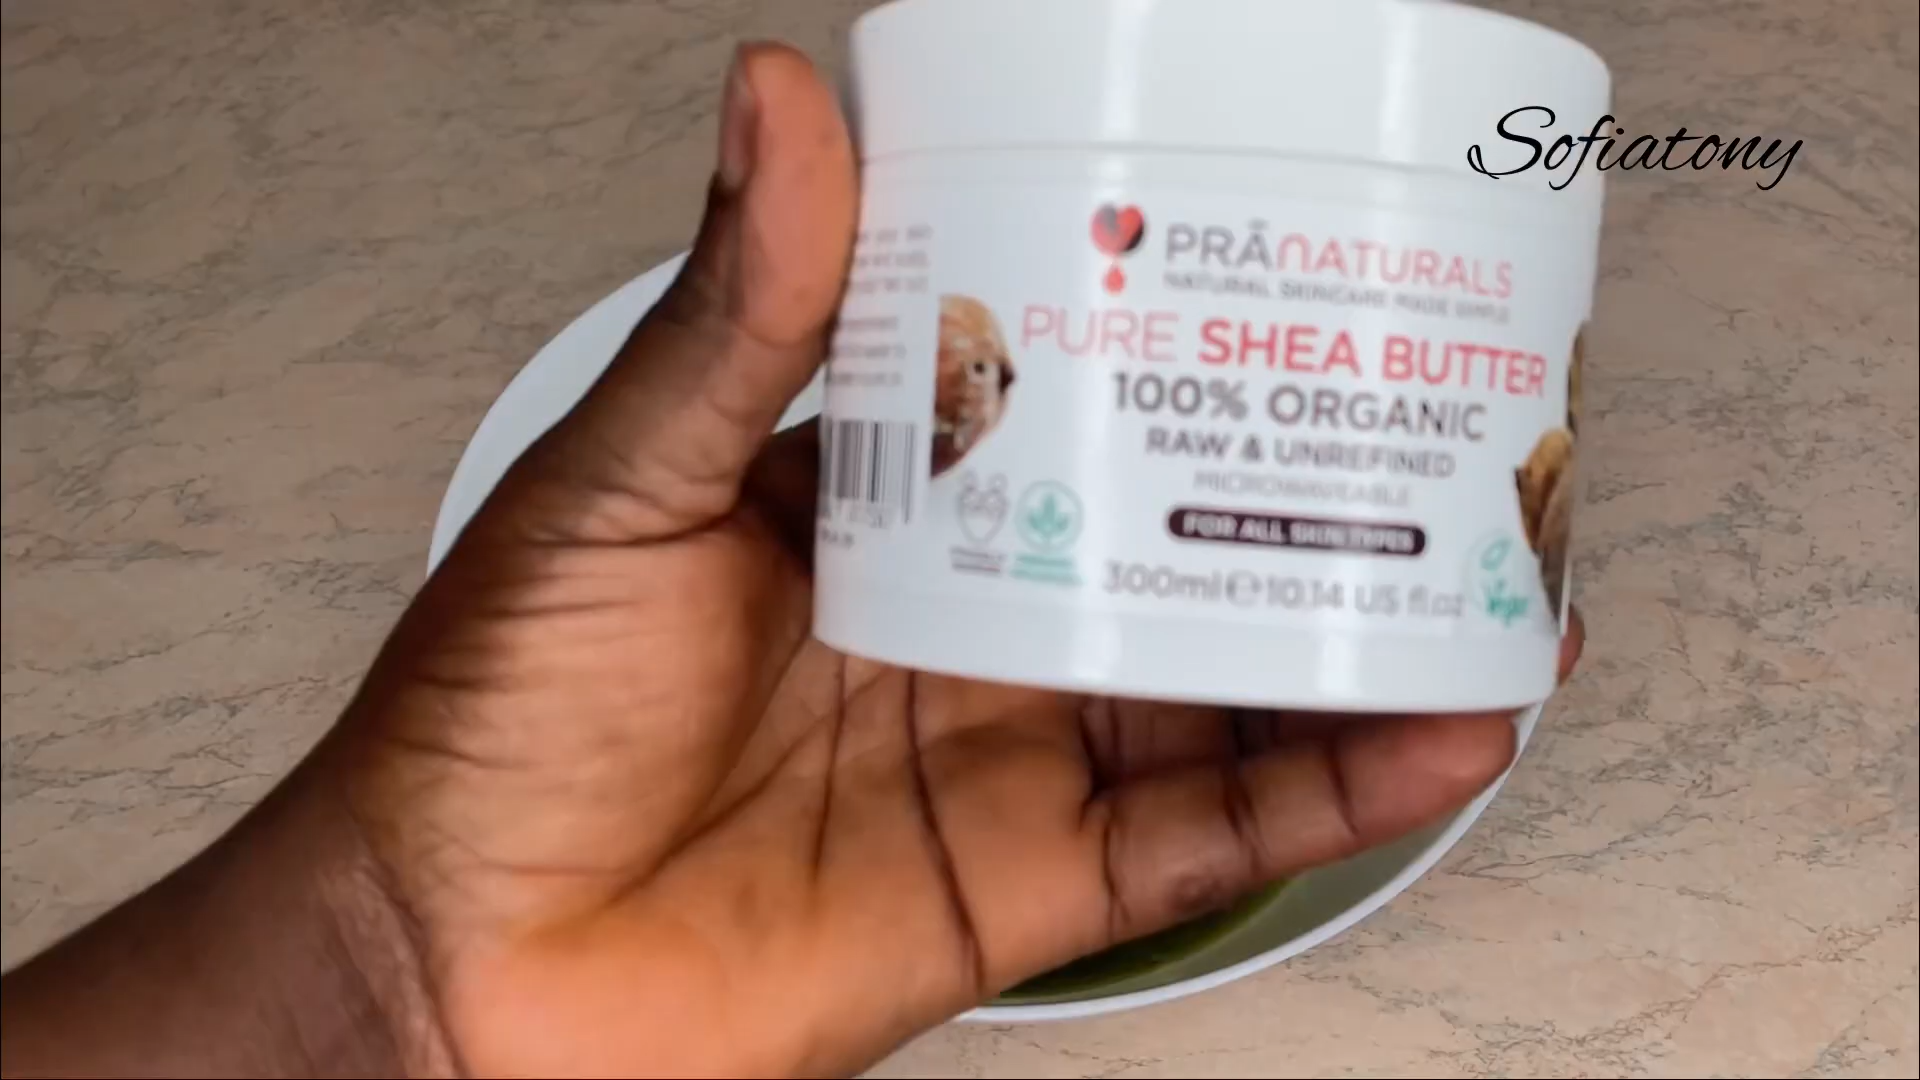 Sofiatony
PRĀNATURALS
NATURAL SKINCARE MADE SIMPLE
PURE SHEA BUTTER
100% ORGANIC
RAW & UNREFINED
MICROWAVEABLE
FOR ALL SKIN TYPES
300ml e 10.14 US fl.oz